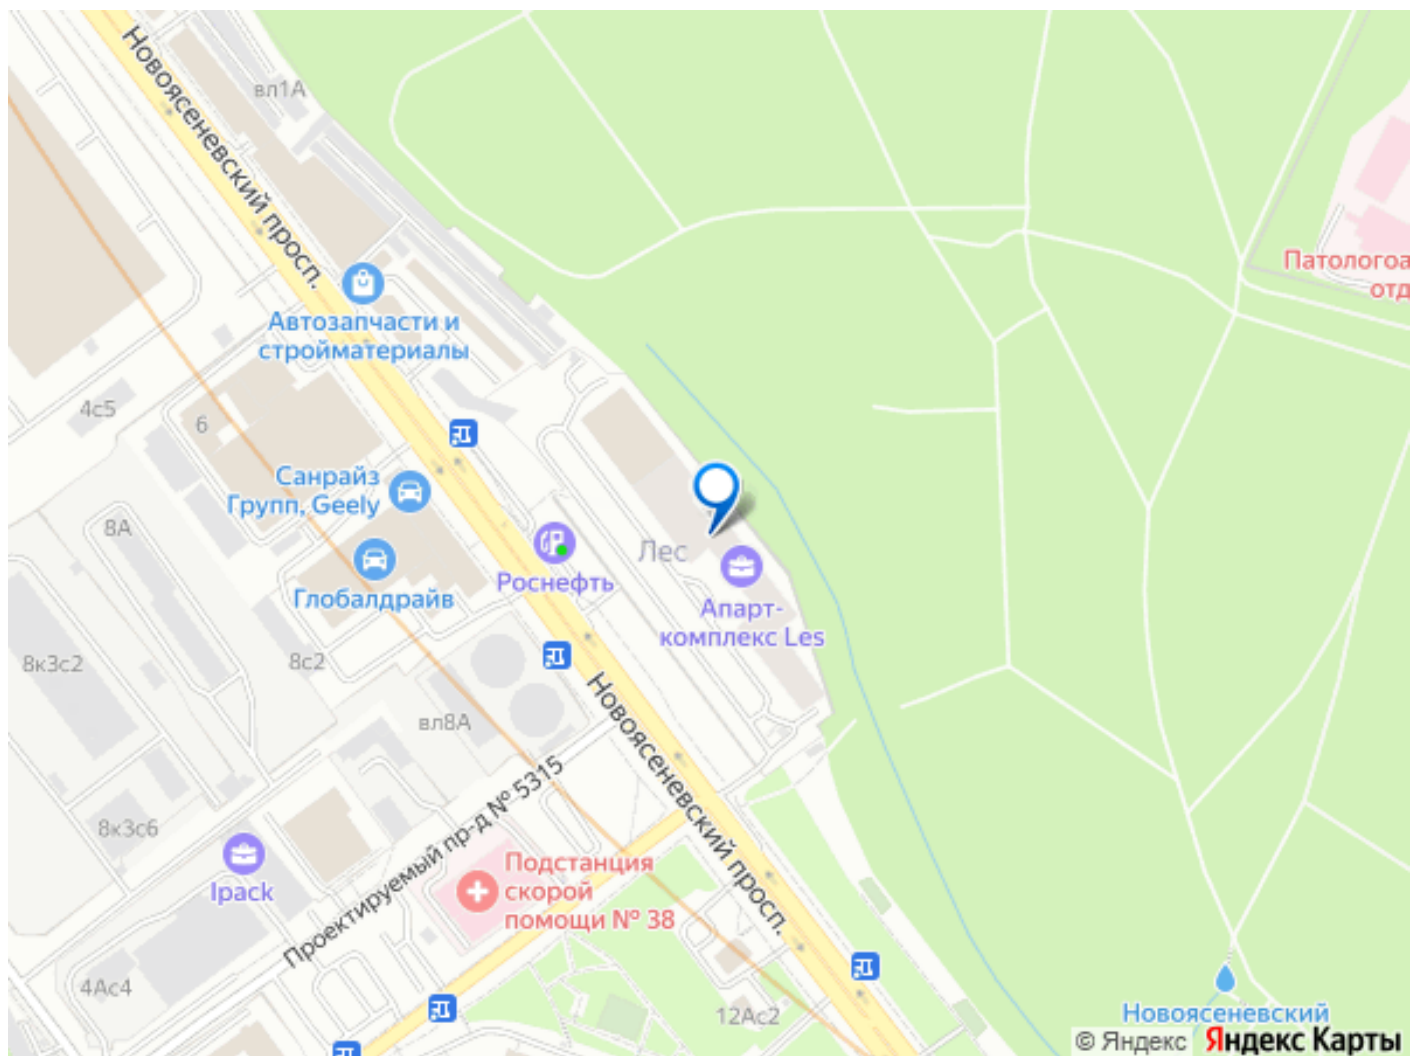 Новоясеневский просп.
вл1А
Патологоа
отд
Автозапчасти и
стройматериалы
4с5
6
Санрайз
Групп, Geely
8А
Лес
Роснефть
Глобалдрайв
Апарт-
комплекс Les
8к3с2
8с2
вл8А
Новоясеневский просп.
Проектируемый пр-д № 5315
8к3с6
Ipack
Подстанция
скорой
помощи № 38
4Ас4
12Ас2
Новоясеневский
© Яндекс Яндекс Карты